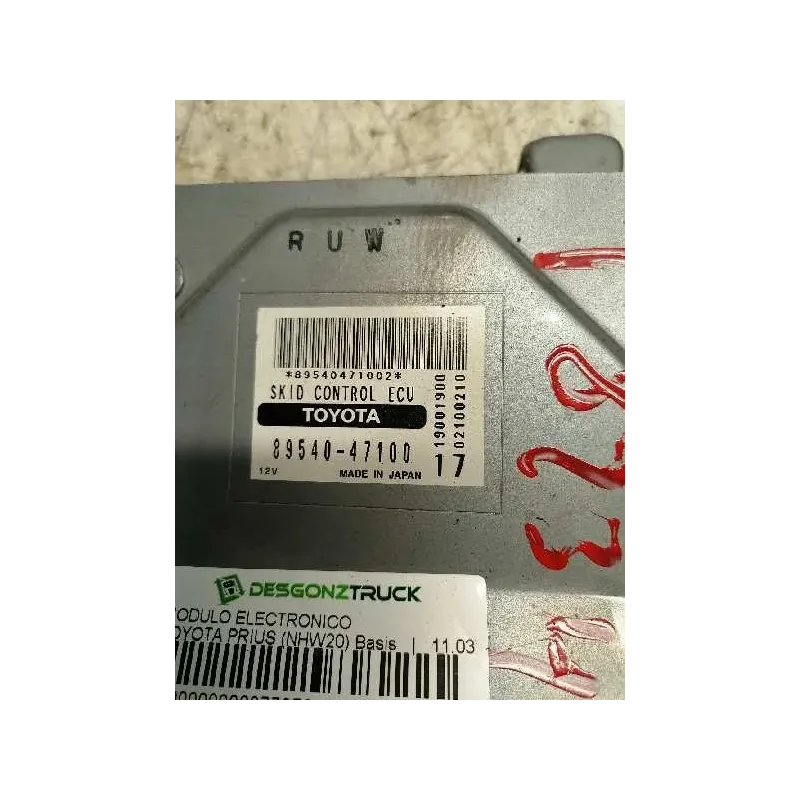 RUW
*89540471002*
SKID CONTROL ECU
TOYOTA
89540-47100
12V MADE IN JAPAN
17
19001900
02100210
1823
DESGONZTRUCK
ODULO ELECTRONICO
OYOTA PRIUS (NHW20) Basis | 11.03